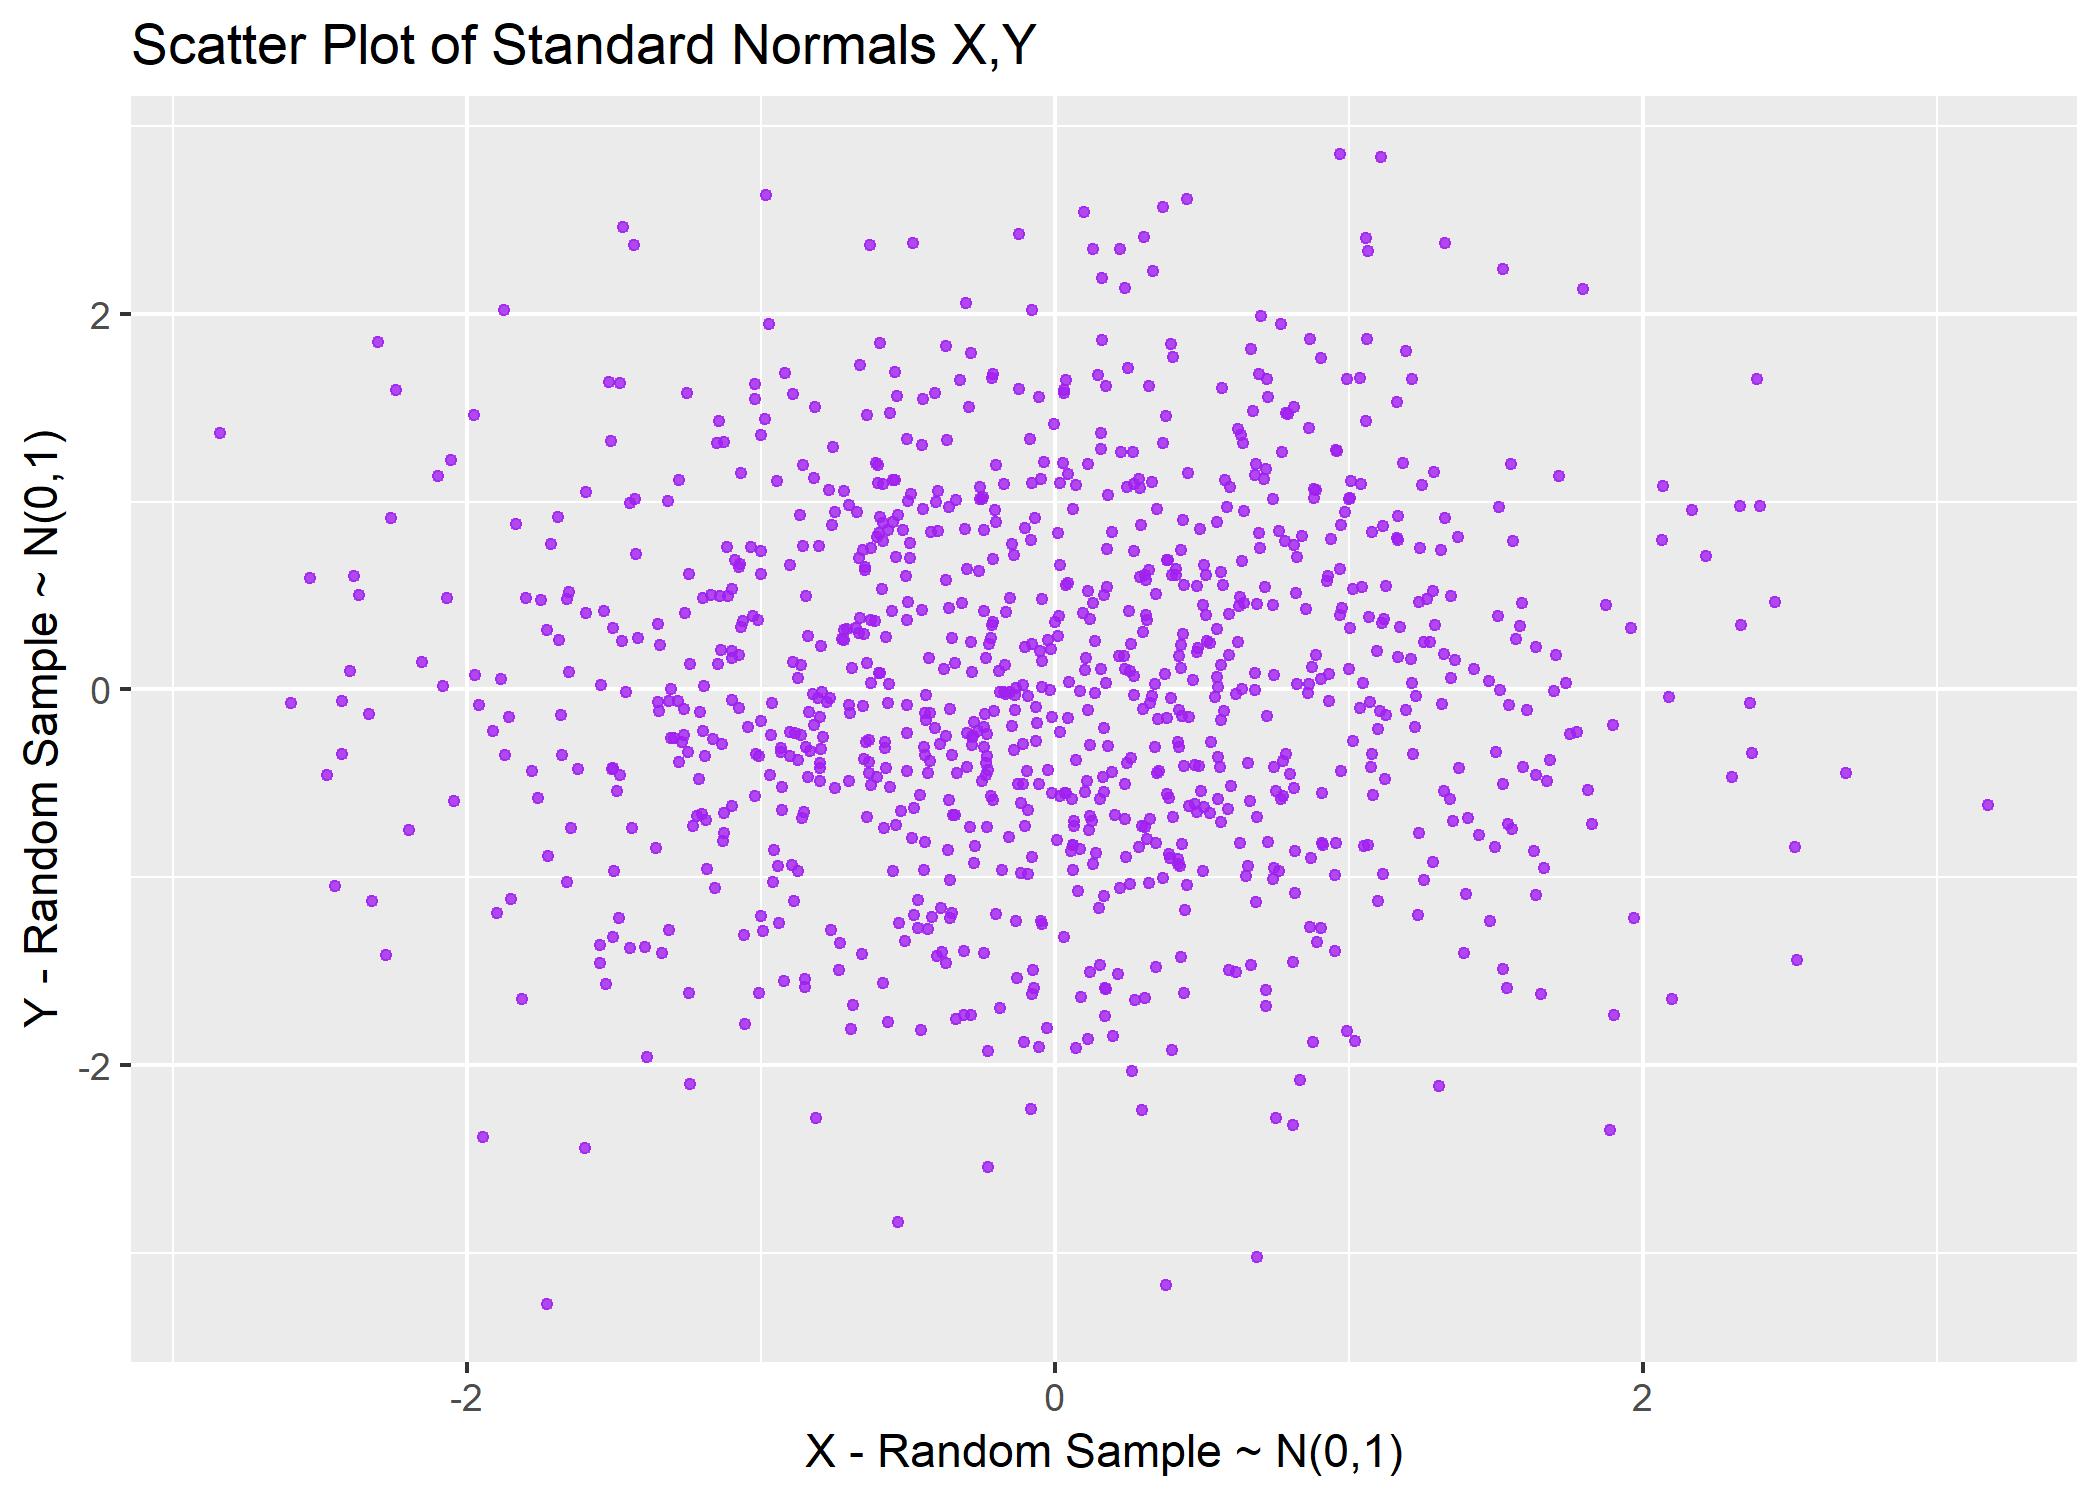 Scatter Plot of Standard Normals X,Y
Y - Random Sample ~ N(0,1)
2
0
-2
-2
0
2
X - Random Sample ~ N(0,1)